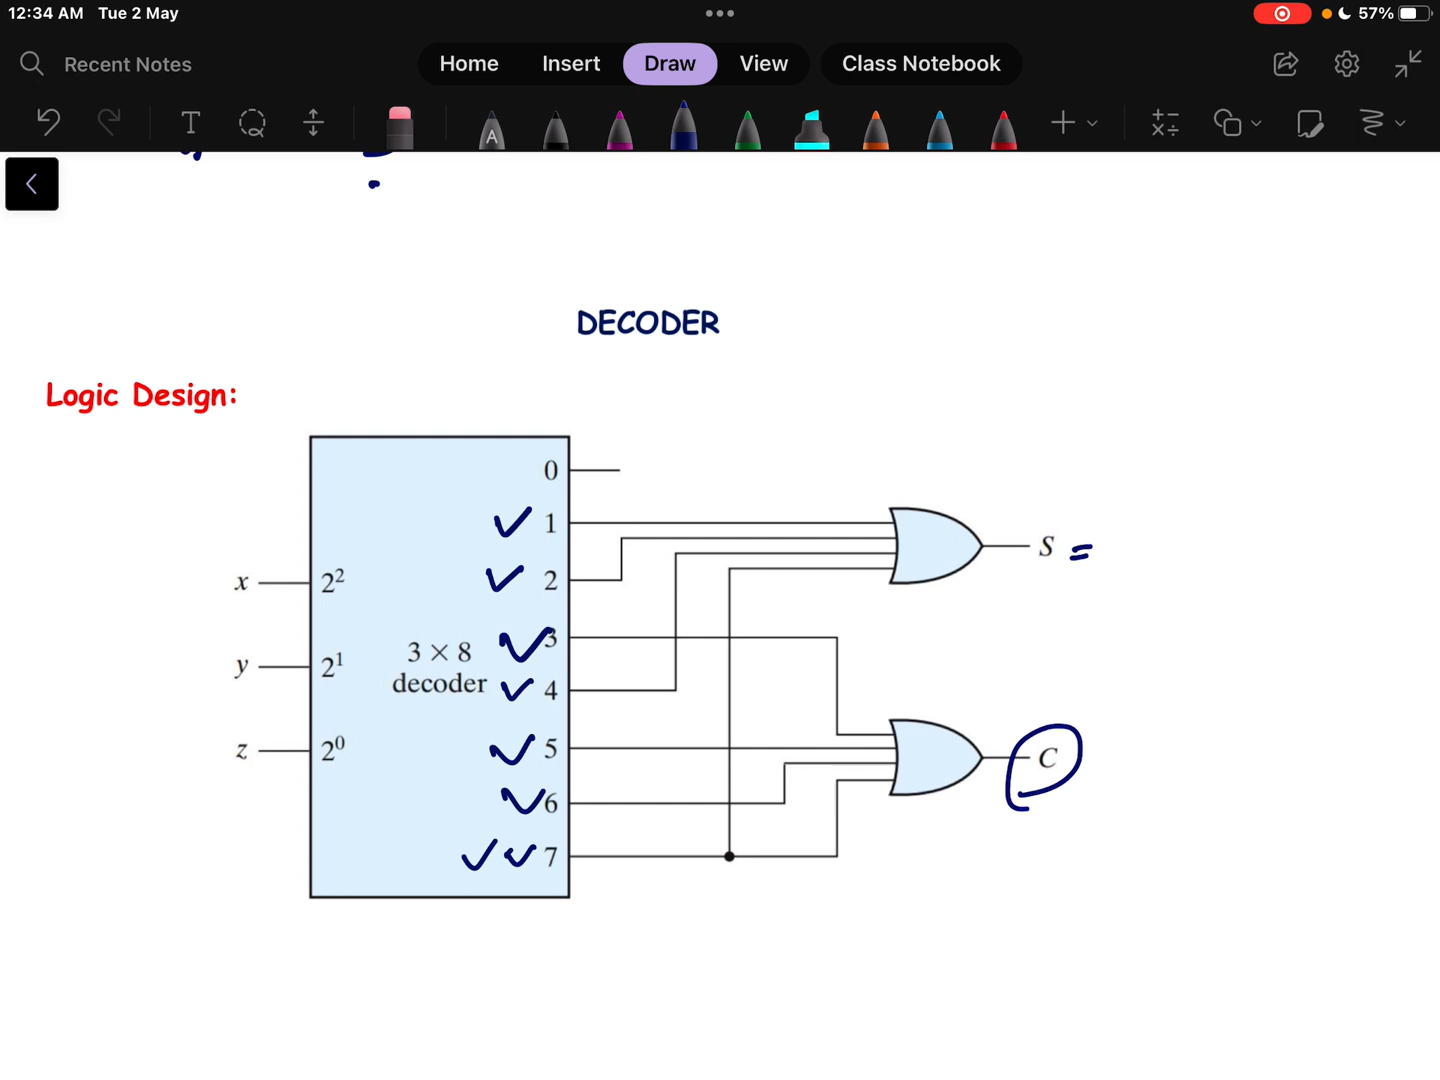 12:34 AM Tue 2 May
57%
Recent Notes
Home Insert Draw View Class Notebook
T
A
DECODER
Logic Design:
0
1
2
3
4
5
6
7
x 2²
y 2¹
z 2⁰
3 × 8
decoder
S =
C